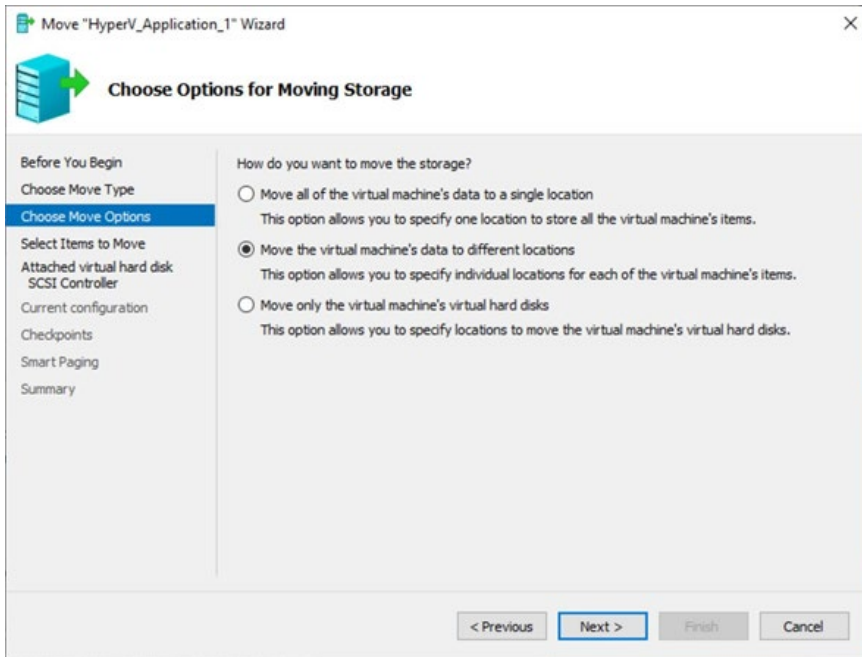 Move "HyperV_Application_1" Wizard
Choose Options for Moving Storage
Before You Begin
Choose Move Type
Choose Move Options
Select Items to Move
Attached virtual hard disk
SCSI Controller
Current configuration
Checkpoints
Smart Paging
Summary
How do you want to move the storage?
Move all of the virtual machine's data to a single location
This option allows you to specify one location to store all the virtual machine's items.
Move the virtual machine's data to different locations
This option allows you to specify individual locations for each of the virtual machine's items.
Move only the virtual machine's virtual hard disks
This option allows you to specify locations to move the virtual machine's virtual hard disks.
< Previous
Next >
Finish
Cancel